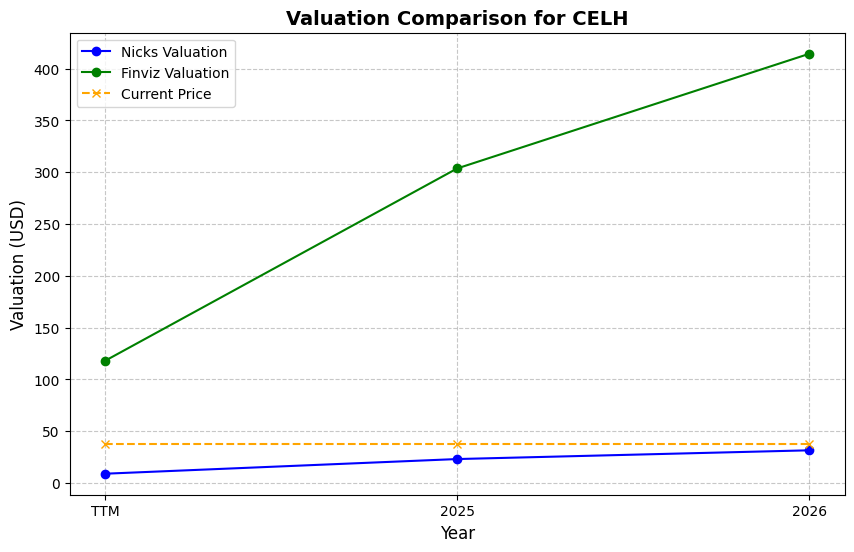 Valuation Comparison for CELH
Nicks Valuation
Finviz Valuation
Current Price
Valuation (USD)
400
350
300
250
200
150
100
50
0
TTM
2025
2026
Year